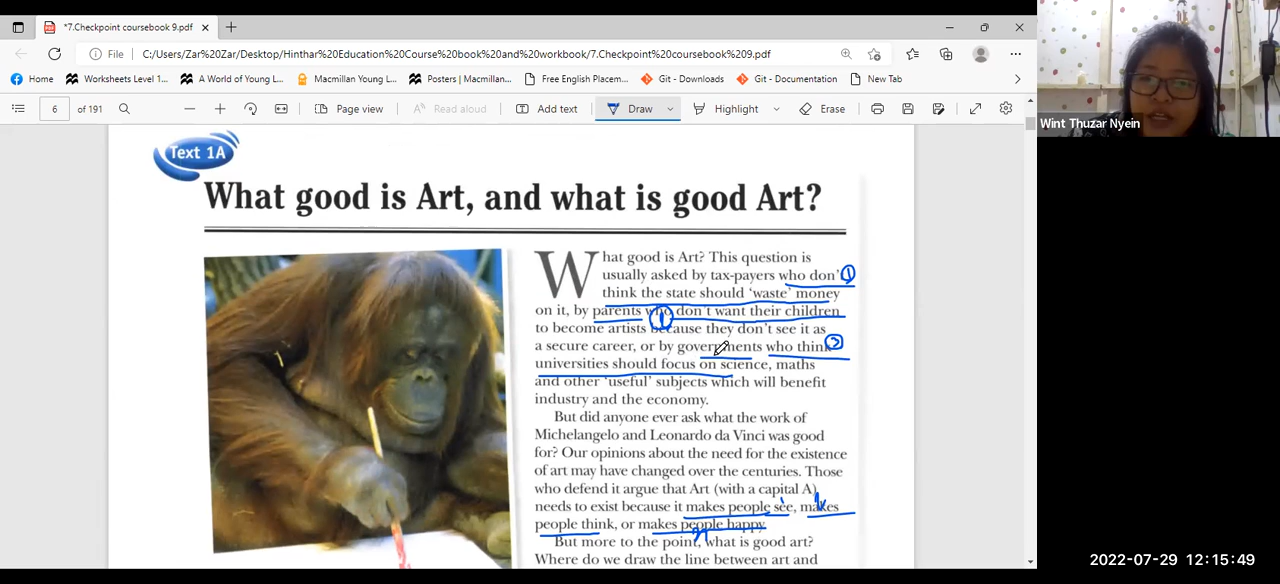 *7.Checkpoint coursebook 9.pdf
File
C:/Users/Zar%20Zar/Desktop/Hinthar%20Education%20Course%20book%20and%20workbook/7.Checkpoint%20coursebook%209.pdf
Home
Worksheets Level 1...
A World of Young L...
Macmillan Young L...
Posters | Macmillan...
Free English Placem...
Git - Downloads
Git - Documentation
New Tab
6 of 191
Page view
Read aloud
Add text
Draw
Highlight
Erase
Wint Thuzar Nyein
Text 1A
What good is Art, and what is good Art?
What good is Art? This question is
usually asked by tax-payers who don't
think the state should 'waste' money
on it, by parents who don't want their children
to become artists because they don't see it as
a secure career, or by governments who think
universities should focus on science, maths
and other 'useful' subjects which will benefit
industry and the economy.
But did anyone ever ask what the work of
Michelangelo and Leonardo da Vinci was good
for? Our opinions about the need for the existence
of art may have changed over the centuries. Those
who defend it argue that Art (with a capital A)
needs to exist because it makes people see, makes
people think, or makes people happy.
But more to the point, what is good art?
Where do we draw the line between art and
2022-07-29 12:15:49